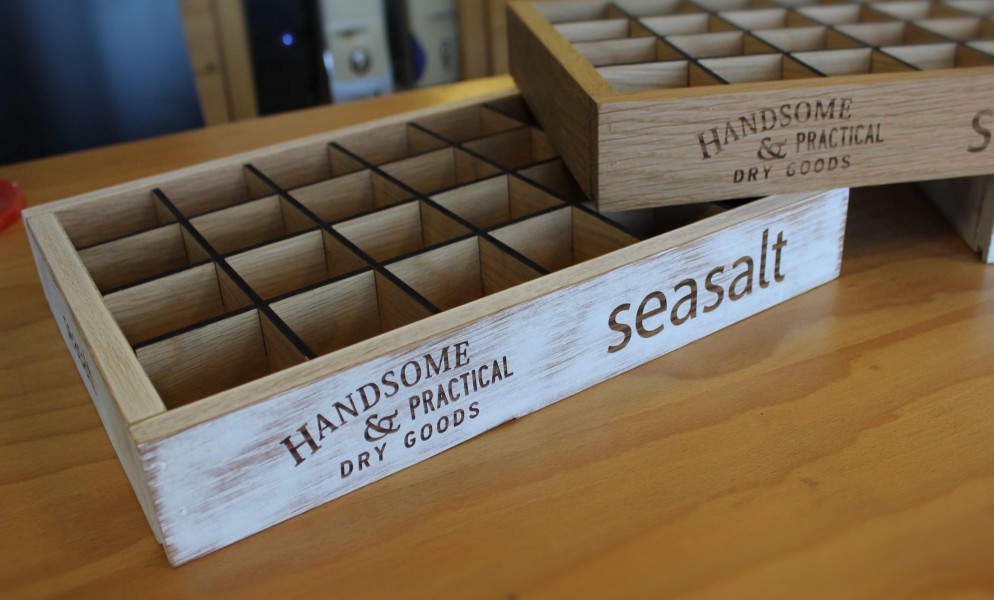 HANDSOME
& PRACTICAL
DRY GOODS
S
HANDSOME
& PRACTICAL
DRY GOODS
seasalt